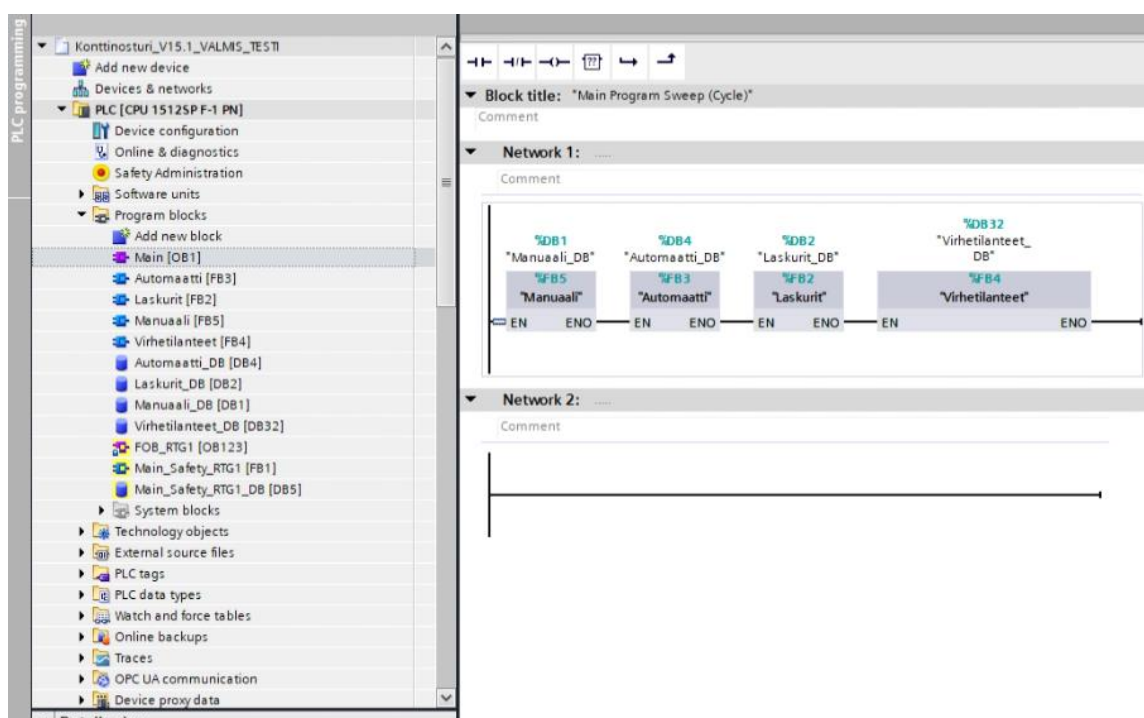 PLC programming
Konttinosturi_V15.1_VALMIS_TESTI
Add new device
Devices & networks
PLC [CPU 1512SP F-1 PN]
Device configuration
Online & diagnostics
Safety Administration
Software units
Program blocks
Add new block
Main [OB1]
Automaatti [FB3]
Laskurit [FB2]
Manuaali [FB5]
Virhetilanteet [FB4]
Automaatti_DB [DB4]
Laskurit_DB [DB2]
Manuaali_DB [DB1]
Virhetilanteet_DB [DB32]
FOB_RTG1 [OB123]
Main_Safety_RTG1 [FB1]
Main_Safety_RTG1_DB [DB5]
System blocks
Technology objects
External source files
PLC tags
PLC data types
Watch and force tables
Online backups
Traces
OPC UA communication
Device proxy data
??
Block title: "Main Program Sweep (Cycle)"
Comment
Network 1: .....
Comment
%DB1
"Manuaali_DB"
%FB5
"Manuaali"
EN ENO
%DB4
"Automaatti_DB"
%FB3
"Automaatti"
EN ENO
%DB2
"Laskurit_DB"
%FB2
"Laskurit"
EN ENO
%DB32
"Virhetilanteet_
DB"
%FB4
"Virhetilanteet"
EN ENO
Network 2: .....
Comment